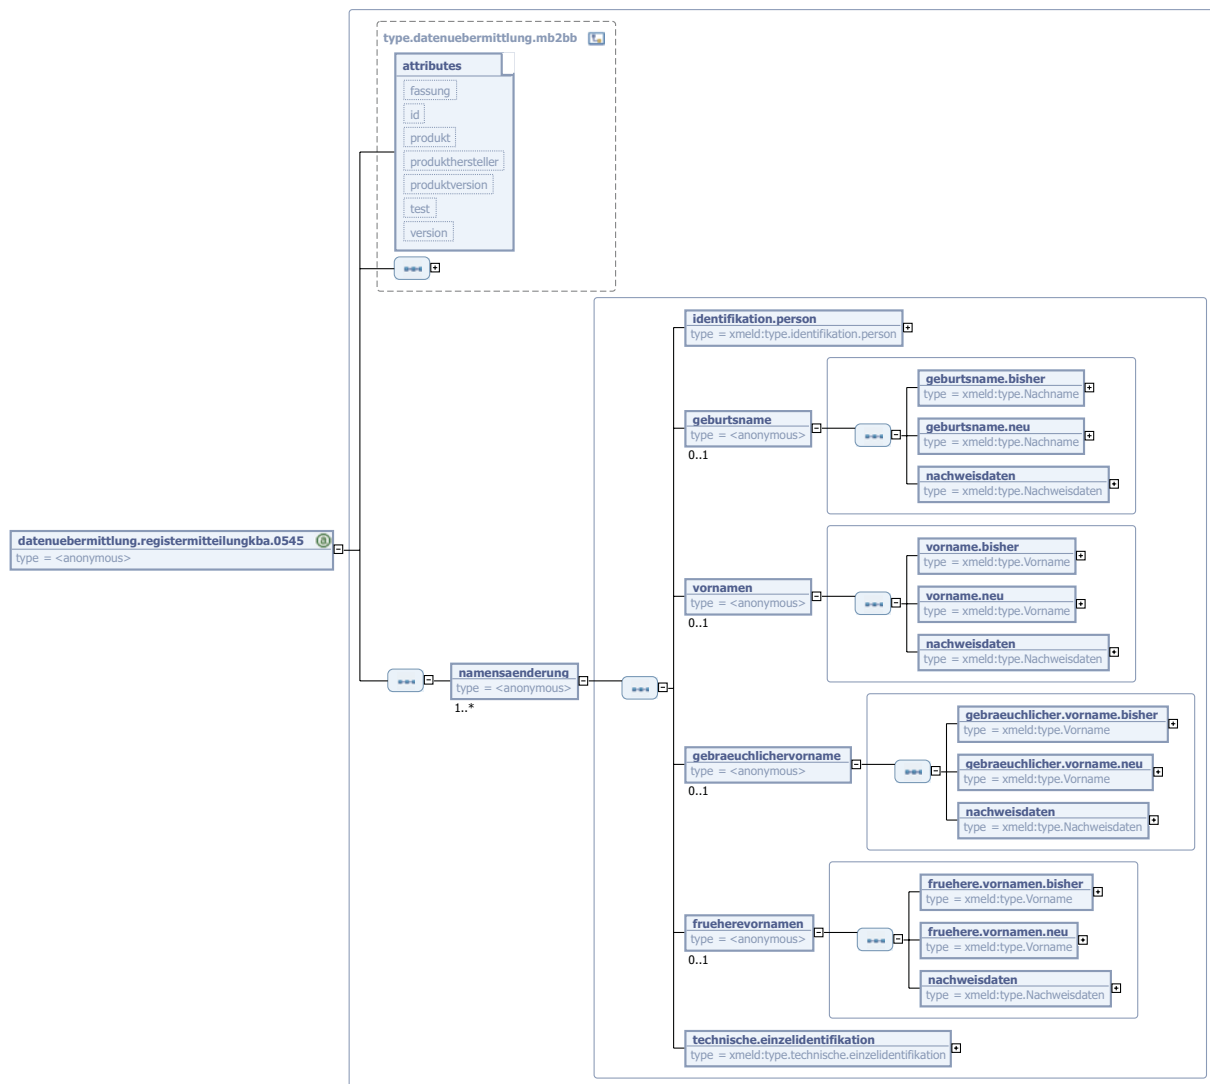 type.datenuebermittlung.mb2bb
attributes
fassung
id
produkt
produkthersteller
produktversion
test
version
identifikation.person
type = xmeld:type.identifikation.person
geburtsname
type = <anonymous>
0..1
geburtsname.bisher
type = xmeld:type.Nachname
geburtsname.neu
type = xmeld:type.Nachname
nachweisdaten
type = xmeld:type.Nachweisdaten
datenuebermittlung.registermitteilungkba.0545
type = <anonymous>
vornamen
type = <anonymous>
0..1
vorname.bisher
type = xmeld:type.Vorname
vorname.neu
type = xmeld:type.Vorname
nachweisdaten
type = xmeld:type.Nachweisdaten
namensaenderung
type = <anonymous>
1..*
gebraeuchlichervorname
type = <anonymous>
0..1
gebraeuchlicher.vorname.bisher
type = xmeld:type.Vorname
gebraeuchlicher.vorname.neu
type = xmeld:type.Vorname
nachweisdaten
type = xmeld:type.Nachweisdaten
frueherevornamen
type = <anonymous>
0..1
fruehere.vornamen.bisher
type = xmeld:type.Vorname
fruehere.vornamen.neu
type = xmeld:type.Vorname
nachweisdaten
type = xmeld:type.Nachweisdaten
technische.einzelidentifikation
type = xmeld:type.technische.einzelidentifikation